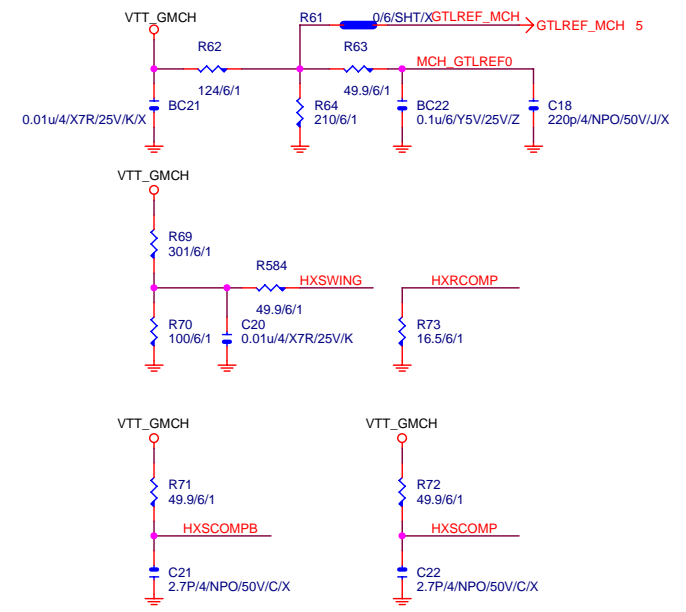 VTT_GMCH
R61
0/6/SHT/X
GTLREF_MCH
GTLREF_MCH 5
R62
R63
MCH_GTLREF0
124/6/1
49.9/6/1
BC21
0.01u/4/X7R/25V/K/X
R64
210/6/1
BC22
0.1u/6/Y5V/25V/Z
C18
220p/4/NPO/50V/J/X
VTT_GMCH
R69
301/6/1
R584
HXSWING
HXRCOMP
49.9/6/1
R70
100/6/1
C20
0.01u/4/X7R/25V/K
R73
16.5/6/1
VTT_GMCH
VTT_GMCH
R71
49.9/6/1
R72
49.9/6/1
HXSCOMPB
HXSCOMP
C21
2.7P/4/NPO/50V/C/X
C22
2.7P/4/NPO/50V/C/X